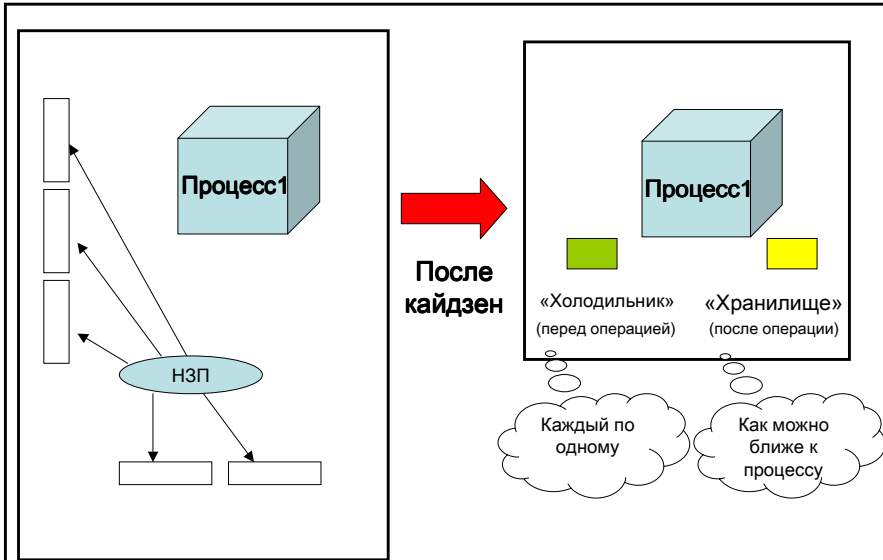 Процесс1
НЗП
После
кайдзен
Процесс1
«Холодильник»
(перед операцией)
«Хранилище»
(после операции)
Каждый по
одному
Как можно
ближе к
процессу